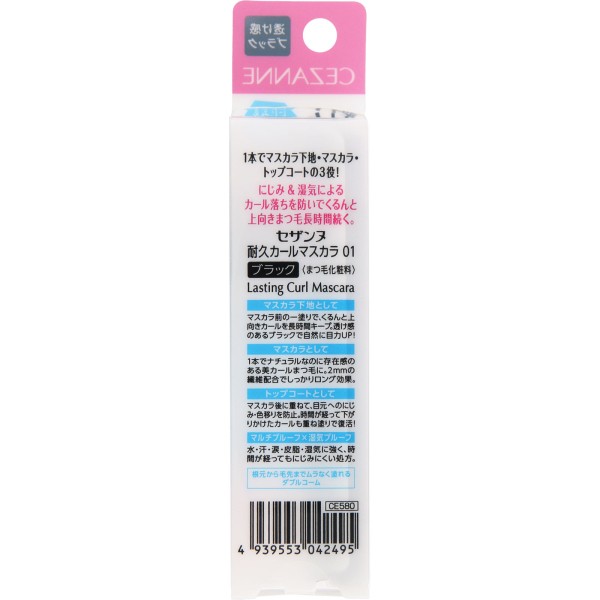 透け感
ブラック
CEZANNE
1本でマスカラ下地・マスカラ・
トップコートの3役!
にじみ&湿気による
カール落ちを防いでくるんと
上向きまつ毛長時間続く。
セザンヌ
耐久カールマスカラ 01
ブラック 〈まつ毛化粧料〉
Lasting Curl Mascara
マスカラ下地として
マスカラ前の一塗りで、くるんと上
向きカールを長時間キープ。透け感
のあるブラックで自然に目力UP!
マスカラとして
1本でナチュラルなのに存在感の
ある美カールまつ毛に。2mmの
繊維配合でしっかりロング効果。
トップコートとして
マスカラ後に重ねて、目元へのにじ
み・色移りを防止。時間が経って下が
りかけたカールも重ね塗りで復活!
マルチプルーフ×湿気プルーフ
水・汗・涙・皮脂・湿気に強く、時
間が経ってもにじみにくい処方。
根元から毛先までムラなく塗れる
ダブルコーム
CE580
4 939553 042495